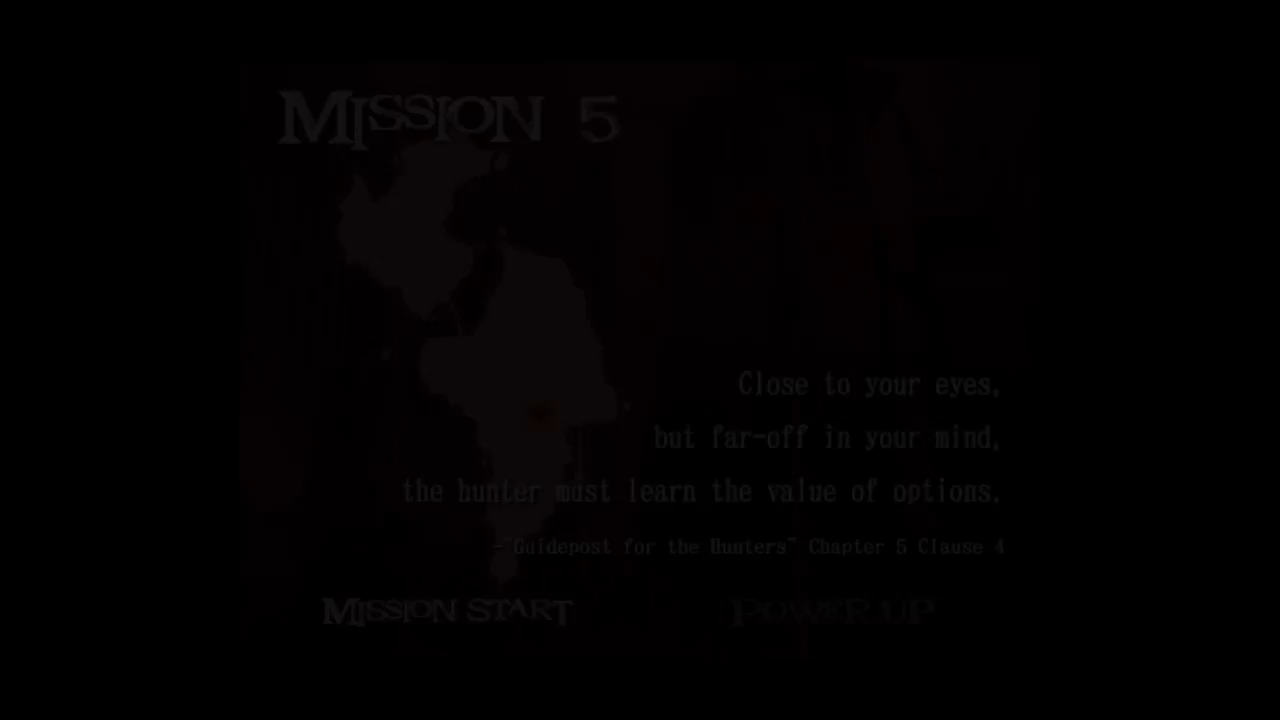 MISSION 5
Close to your eyes,
but far-off in your mind,
the hunter must learn the value of options.
-"Guidepost for the Hunters" Chapter 5 Clause 4
MISSION START
POWER UP